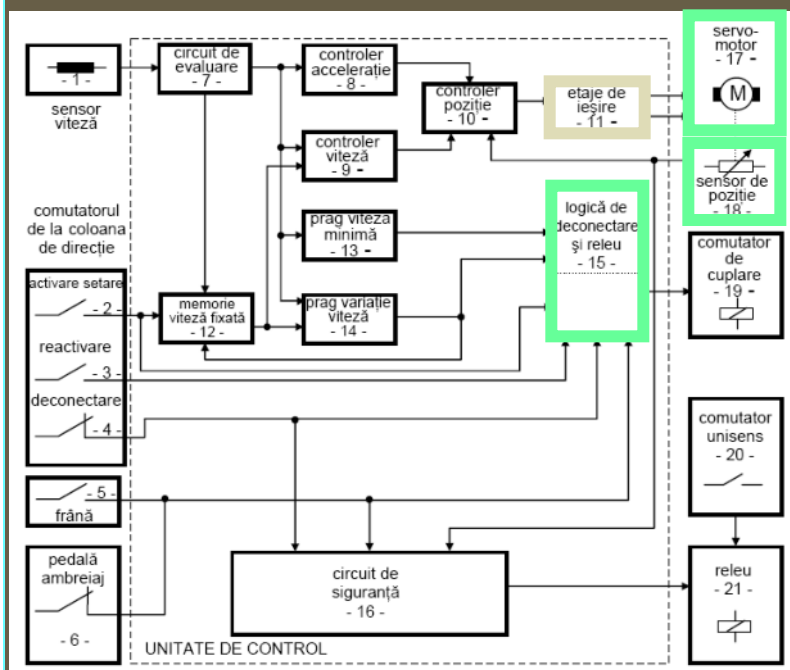 sensor
viteză
- 1 -
circuit de
evaluare
- 7 -
controler
accelerație
- 8 -
controler
viteză
- 9 -
controler
poziție
- 10 -
etaje de
ieșire
- 11 -
servo-
motor
- 17 -
M
sensor de
poziție
- 18 -
comutatorul
de la coloana
de direcție
activare setare
- 2 -
reactivare
- 3 -
deconectare
- 4 -
- 5 -
frână
pedală
ambreiaj
- 6 -
memorie
viteză fixată
- 12 -
prag viteza
minimă
- 13 -
prag variație
viteză
- 14 -
logică de
deconectare
și releu
- 15 -
comutator
de
cuplare
- 19 -
circuit de
siguranță
- 16 -
comutator
unisens
- 20 -
releu
- 21 -
UNITATE DE CONTROL